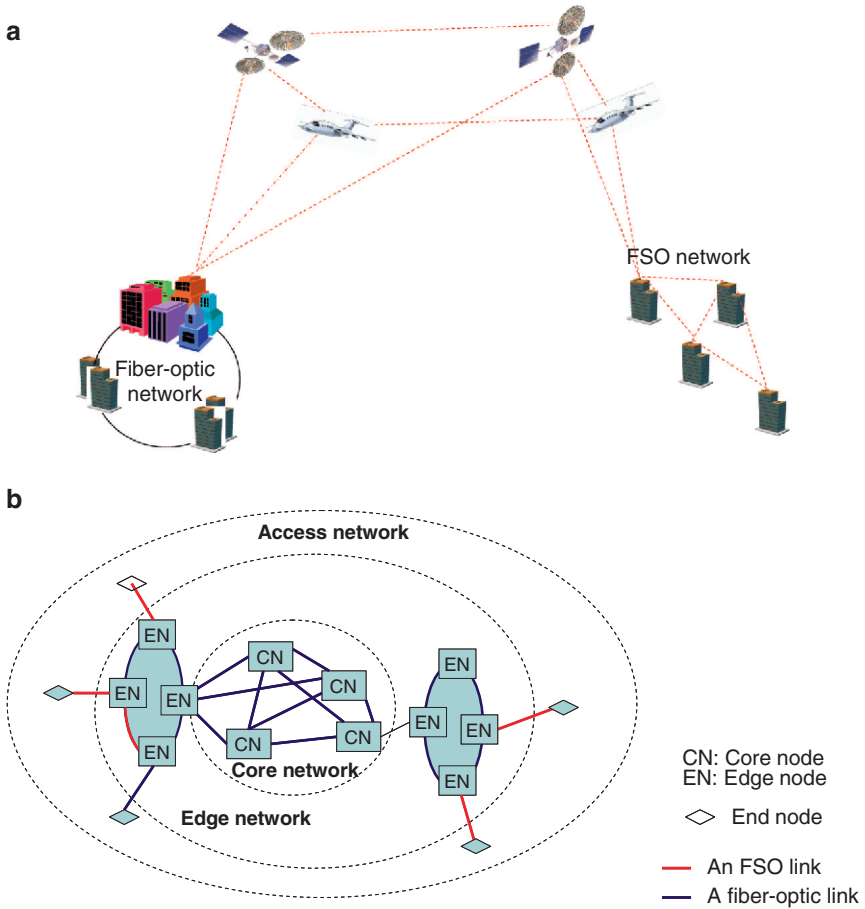 a
FSO network
Fiber-optic
network
b
Access network
EN
CN
EN
CN
EN
EN
EN
EN
EN
CN
CN
EN
Core network
EN
Edge network
CN: Core node
EN: Edge node
End node
An FSO link
A fiber-optic link